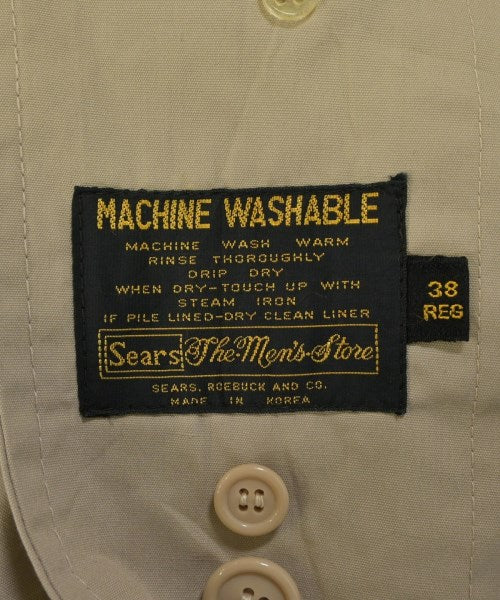 MACHINE WASHABLE
MACHINE WASH WARM
RINSE THOROUGHLY
DRIP DRY
WHEN DRY-TOUCH UP WITH
STEAM IRON
IF PILE LINED-DRY CLEAN LINER
Sears The Men's Store
SEARS, ROEBUCK AND CO.
MADE IN KOREA
38
REG